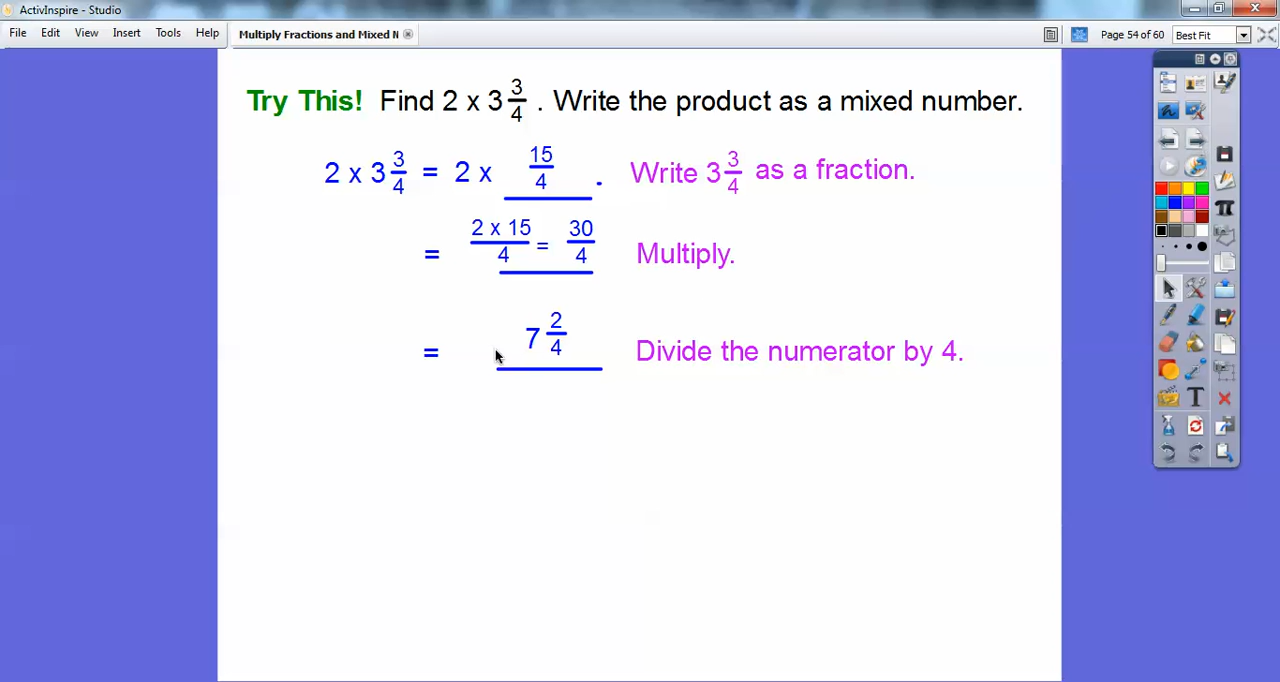 ActivInspire - Studio
File Edit View Insert Tools Help Multiply Fractions and Mixed N Page 54 of 60 Best Fit
Try This! Find 2 x 3 3/4 . Write the product as a mixed number.
2 x 3 3/4 = 2 x 15/4 . Write 3 3/4 as a fraction.
= 2 x 15/4 = 30/4 Multiply.
= 7 2/4 Divide the numerator by 4.